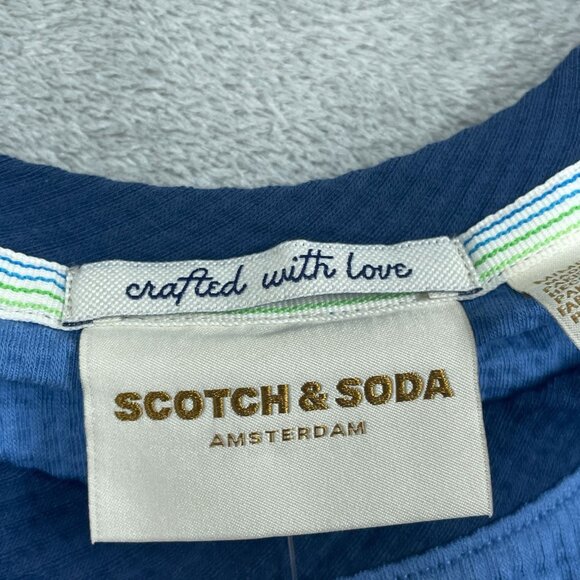 crafted with love
SCOTCH & SODA
AMSTERDAM